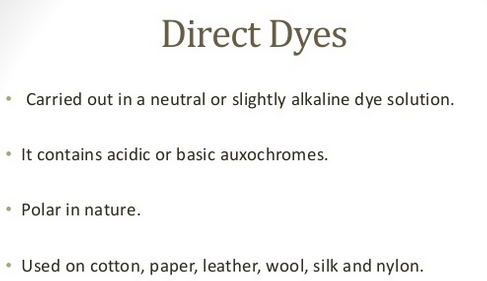 Direct Dyes
• Carried out in a neutral or slightly alkaline dye solution.
• It contains acidic or basic auxochromes.
• Polar in nature.
• Used on cotton, paper, leather, wool, silk and nylon.